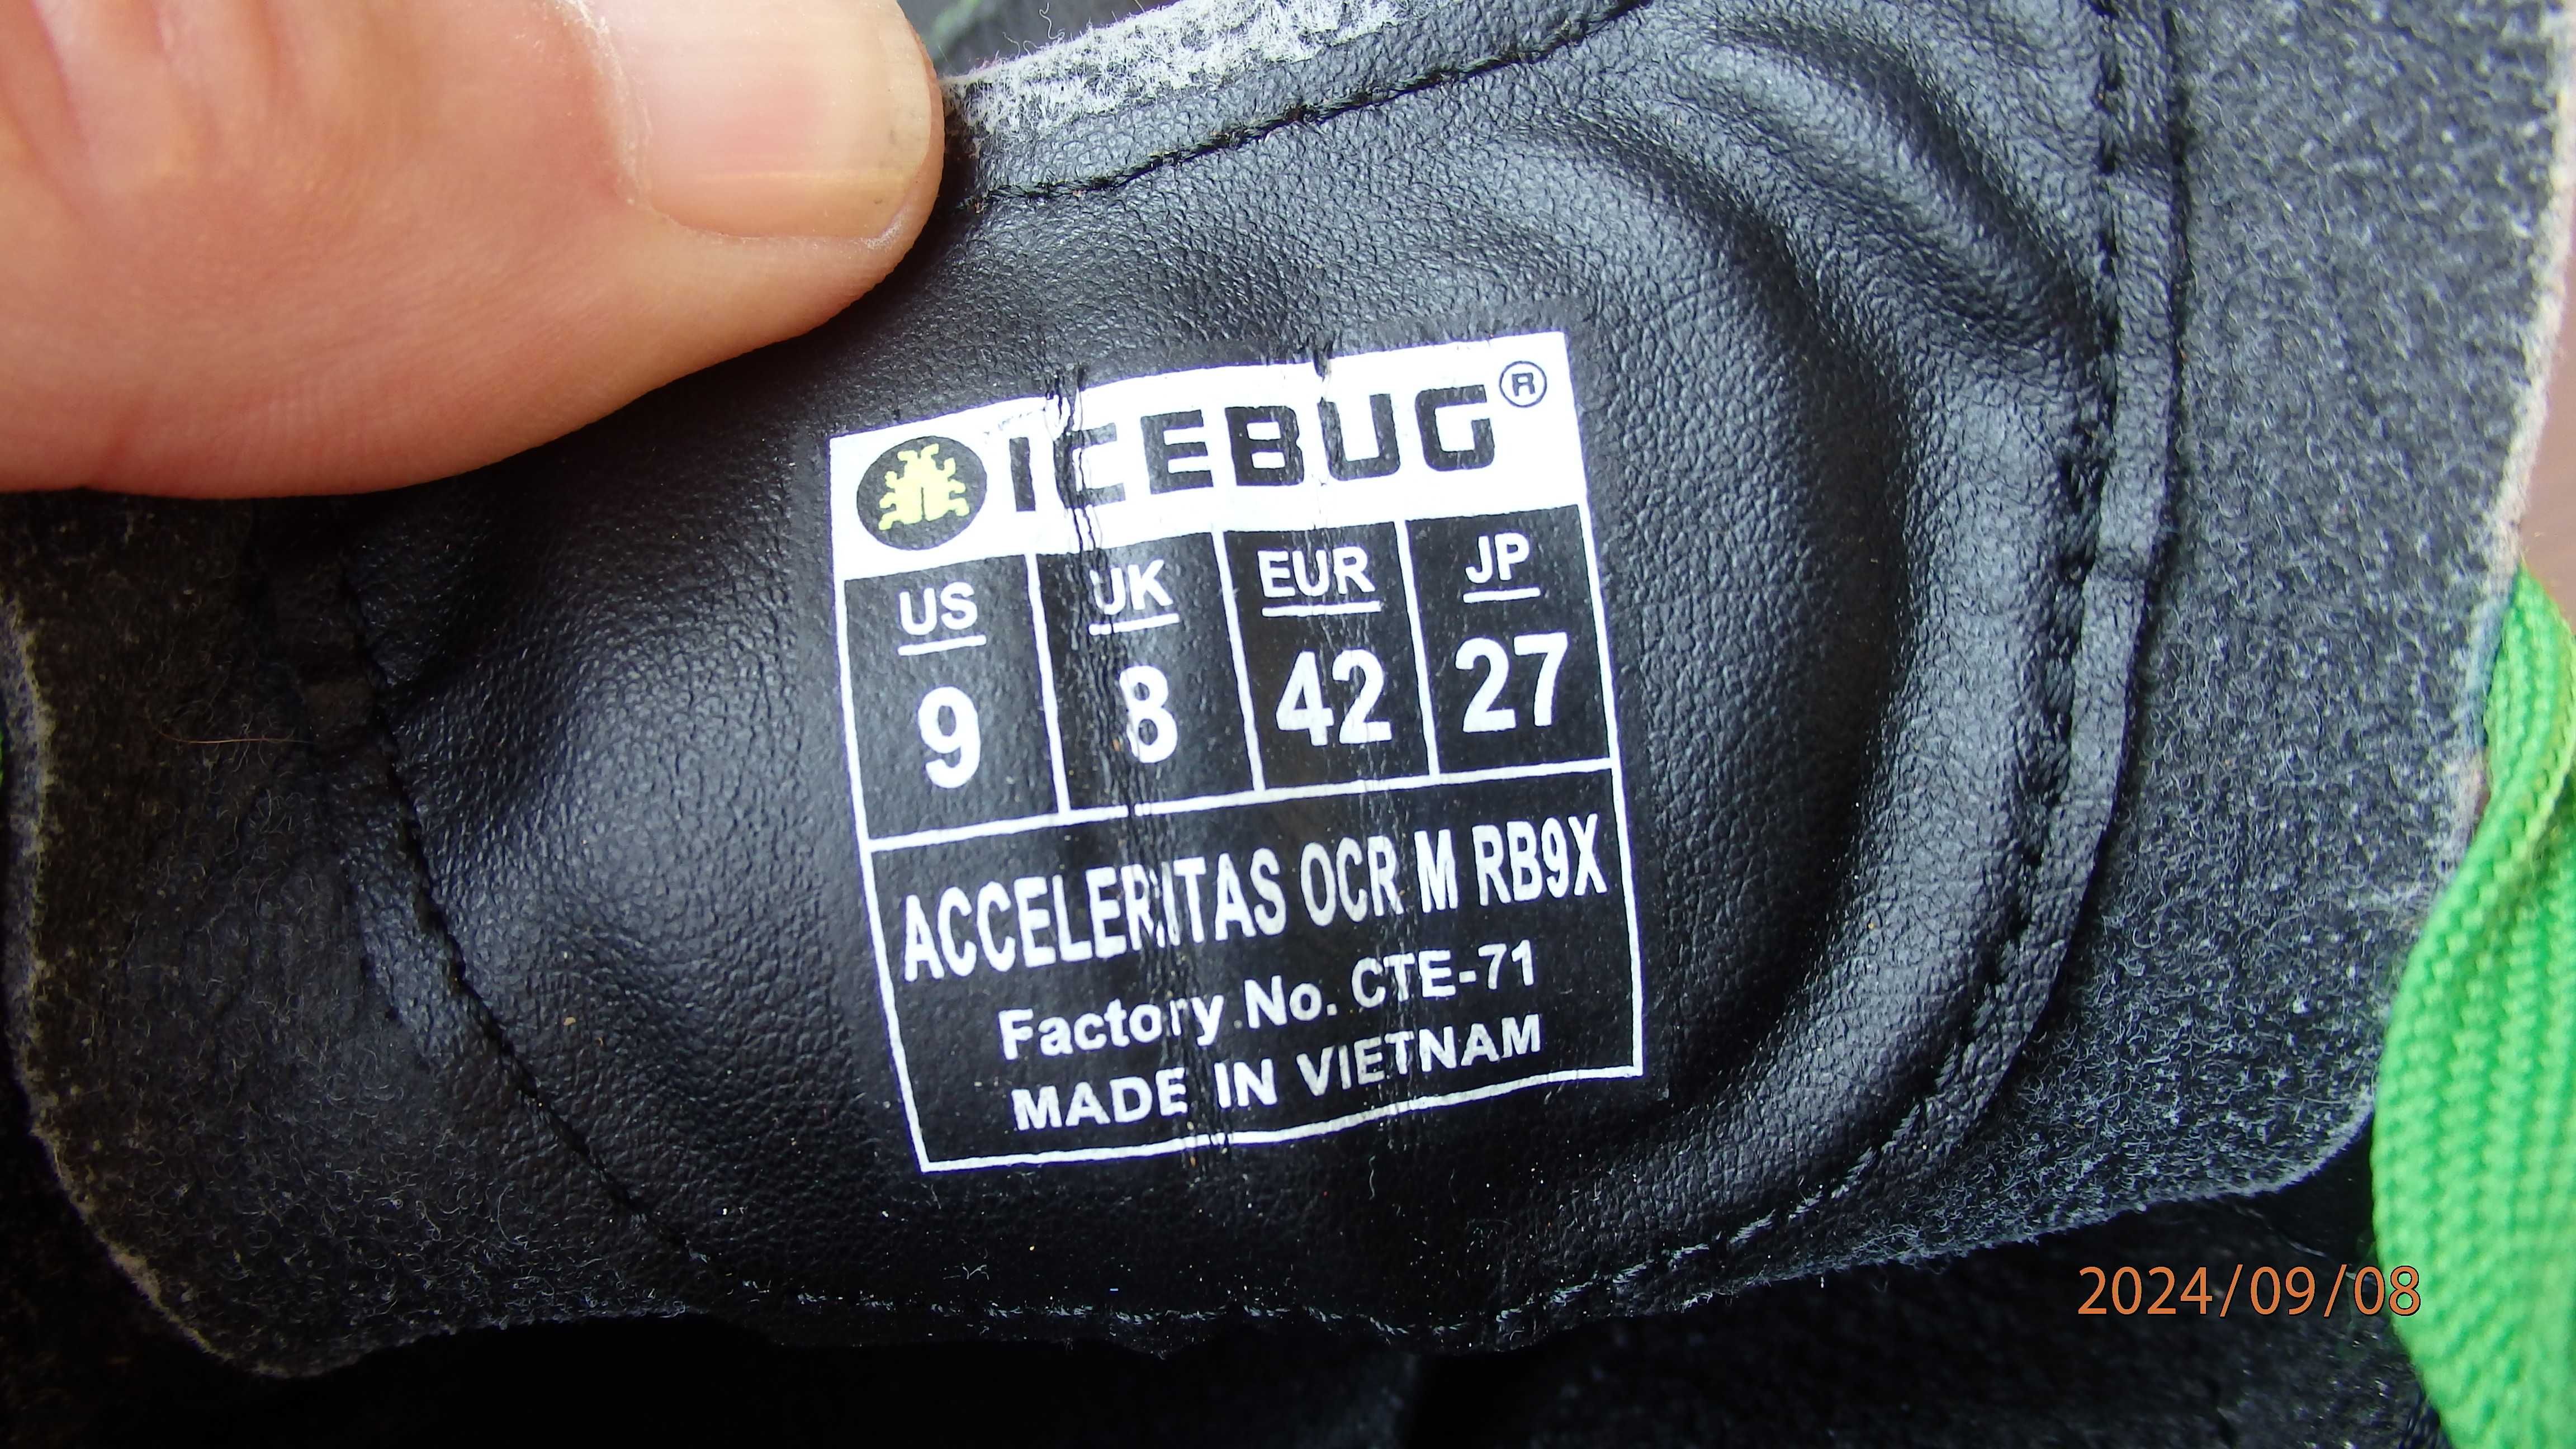 ICEBUG®
US UK EUR JP
9 8 42 27
ACCELERITAS OCR M RB9X
Factory No. CTE-71
MADE IN VIETNAM
2024/09/08